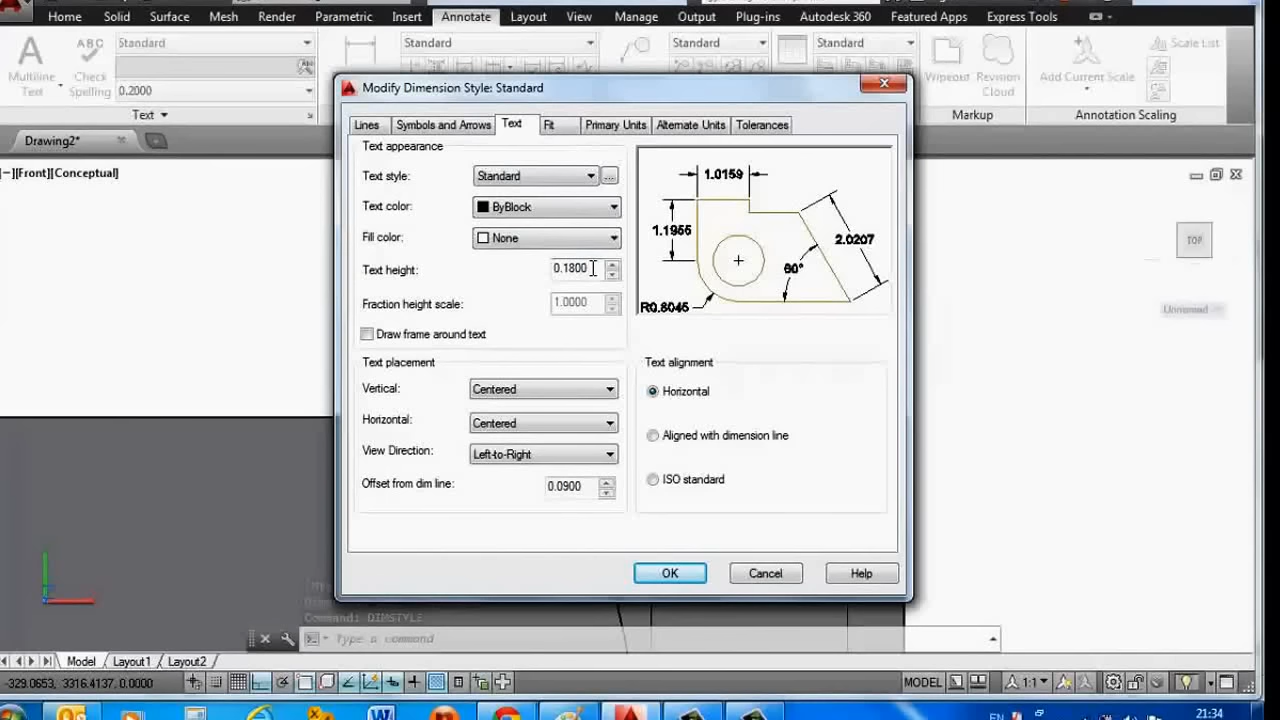 Home Solid Surface Mesh Render Parametric Insert Annotate Layout View Manage Output Plug-ins Autodesk 360 Featured Apps Express Tools
Standard Standard Standard Standard
Scale List
Multiline Text
Check Spelling
Wipeout
Revision Cloud
Add Current Scale
0.2000
Text
Markup
Annotation Scaling
Drawing2*
[−][Front][Conceptual]
TOP
Unnamed
Modify Dimension Style: Standard
Lines Symbols and Arrows Text Fit Primary Units Alternate Units Tolerances
Text appearance
Text style: Standard ...
Text color: ByBlock
Fill color: None
Text height: 0.1800
Fraction height scale: 1.0000
Draw frame around text
1.0159
1.1955
2.0207
60°
R0.8045
Text placement
Vertical: Centered
Horizontal: Centered
View Direction: Left-to-Right
Offset from dim line: 0.0900
Text alignment
Horizontal
Aligned with dimension line
ISO standard
OK Cancel Help
Command: DIMSTYLE
Type a command
Model Layout1 Layout2
-329.0653, 3316.4137, 0.0000
MODEL
1:1
EN
21:34